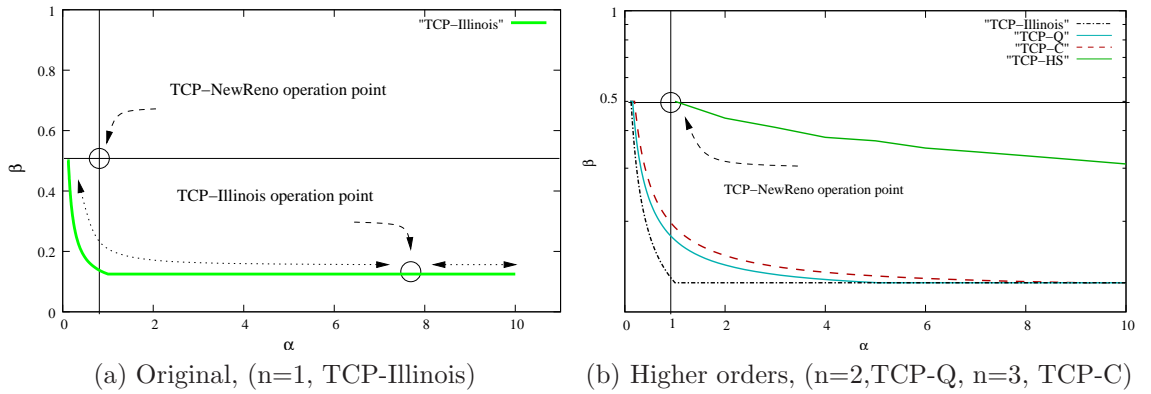 1
0.8
0.6
0.4
0.2
0
β
"TCP–Illinois"
TCP–NewReno operation point
TCP–Illinois operation point
0 2 4 6 8 10
α
(a) Original, (n=1, TCP-Illinois)
1
0.5
β
"TCP–Illinois"
"TCP–Q"
"TCP–C"
"TCP–HS"
TCP–NewReno operation point
0 1 2 4 6 8 10
α
(b) Higher orders, (n=2,TCP-Q, n=3, TCP-C)